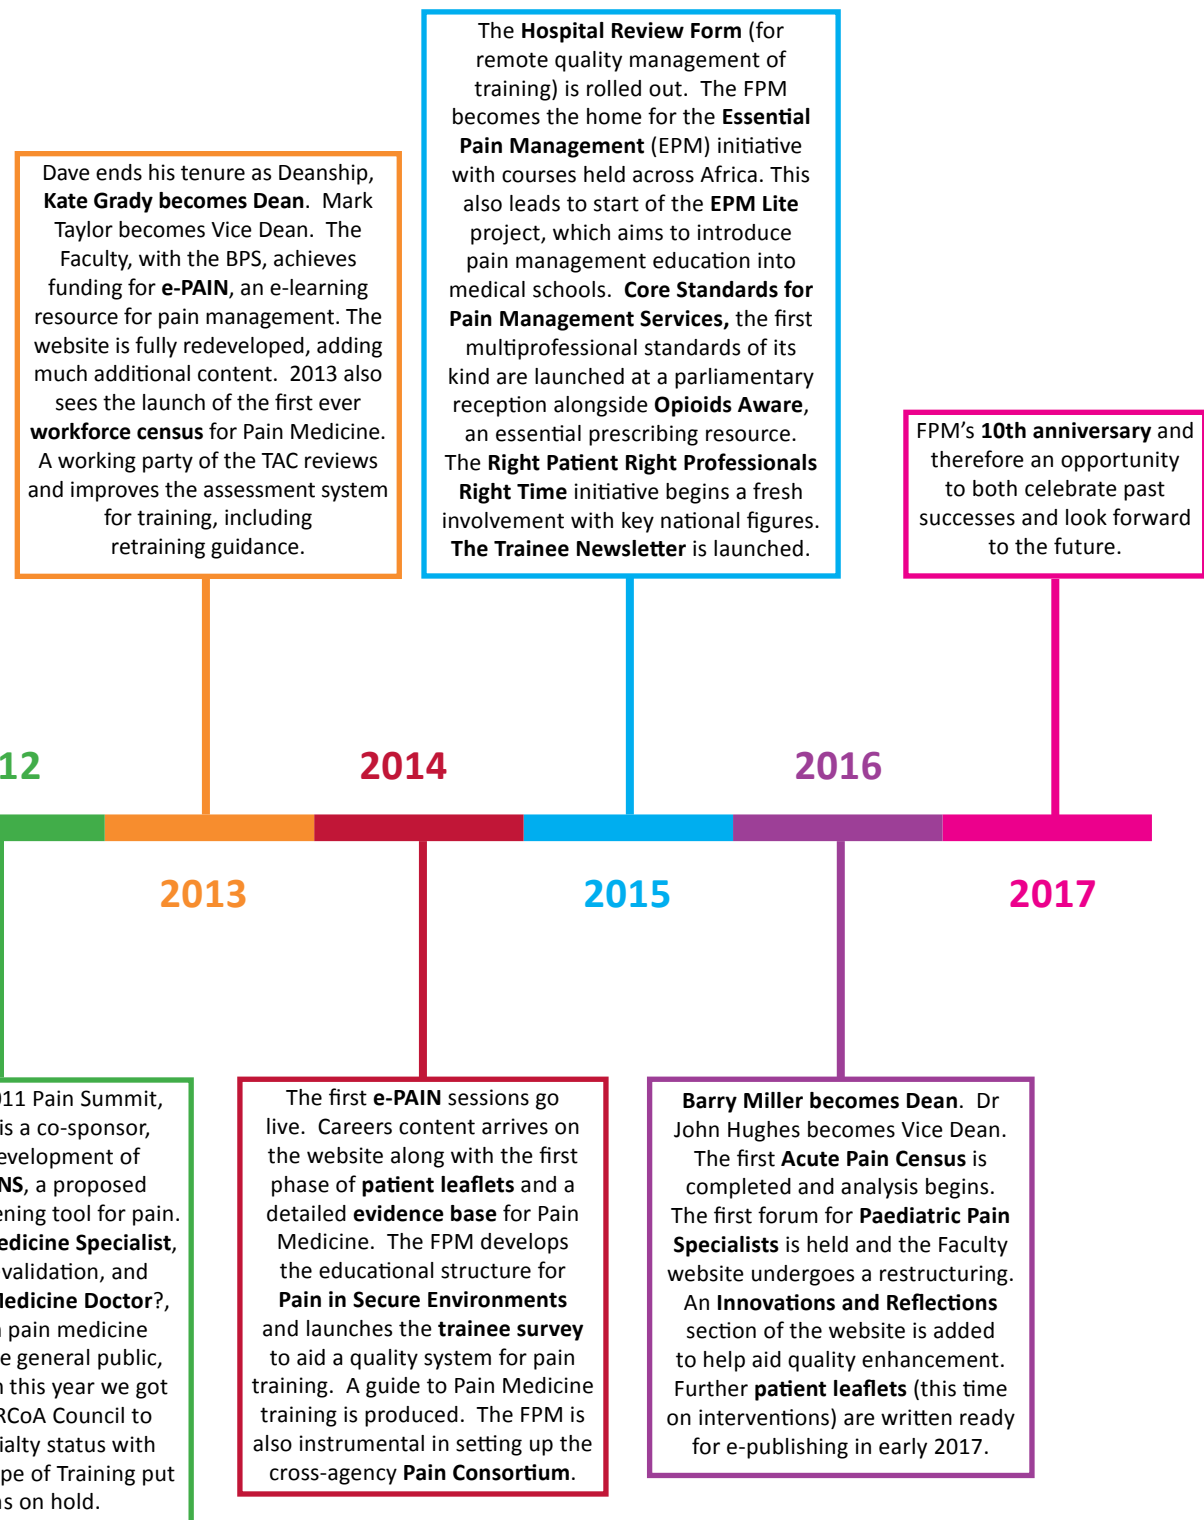 The Hospital Review Form (for
remote quality management of
training) is rolled out.  The FPM
becomes the home for the Essential
Pain Management (EPM) initiative
with courses held across Africa. This
also leads to start of the EPM Lite
project, which aims to introduce
pain management education into
medical schools.  Core Standards for
Pain Management Services, the first
multiprofessional standards of its
kind are launched at a parliamentary
reception alongside Opioids Aware,
an essential prescribing resource.
The Right Patient Right Professionals
Right Time initiative begins a fresh
involvement with key national figures.
The Trainee Newsletter is launched.
Dave ends his tenure as Deanship,
Kate Grady becomes Dean.  Mark
Taylor becomes Vice Dean.  The
Faculty, with the BPS, achieves
funding for e-PAIN, an e-learning
resource for pain management. The
website is fully redeveloped, adding
much additional content.  2013 also
sees the launch of the first ever
workforce census for Pain Medicine.
A working party of the TAC reviews
and improves the assessment system
for training, including
retraining guidance.
FPM's 10th anniversary and
therefore an opportunity
to both celebrate past
successes and look forward
to the future.
12
2014
2016
2013
2015
2017
11 Pain Summit,
is a co-sponsor,
evelopment of
NS, a proposed
ening tool for pain.
edicine Specialist,
validation, and
Medicine Doctor?,
pain medicine
e general public,
this year we got
RCoA Council to
ialty status with
pe of Training put
s on hold.
The first e-PAIN sessions go
live.  Careers content arrives on
the website along with the first
phase of patient leaflets and a
detailed evidence base for Pain
Medicine.  The FPM develops
the educational structure for
Pain in Secure Environments
and launches the trainee survey
to aid a quality system for pain
training.  A guide to Pain Medicine
training is produced.  The FPM is
also instrumental in setting up the
cross-agency Pain Consortium.
Barry Miller becomes Dean.  Dr
John Hughes becomes Vice Dean.
The first Acute Pain Census is
completed and analysis begins.
The first forum for Paediatric Pain
Specialists is held and the Faculty
website undergoes a restructuring.
An Innovations and Reflections
section of the website is added
to help aid quality enhancement.
Further patient leaflets (this time
on interventions) are written ready
for e-publishing in early 2017.